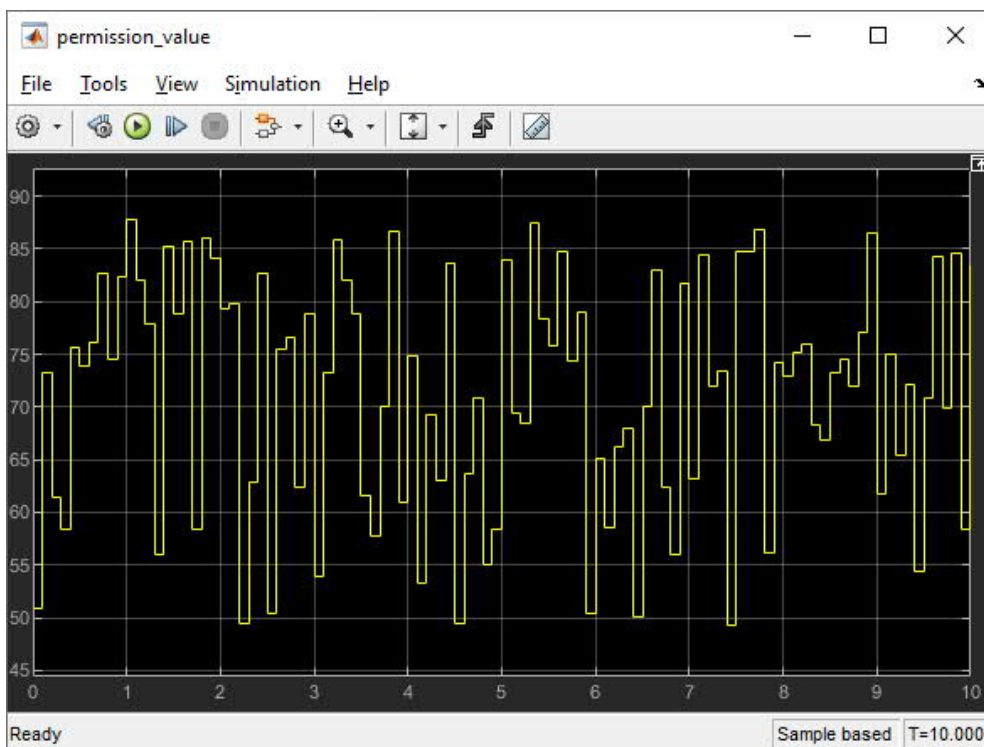 permission_value
File Tools View Simulation Help
90
85
80
75
70
65
60
55
50
45
0 1 2 3 4 5 6 7 8 9 10
Ready Sample based T=10.000